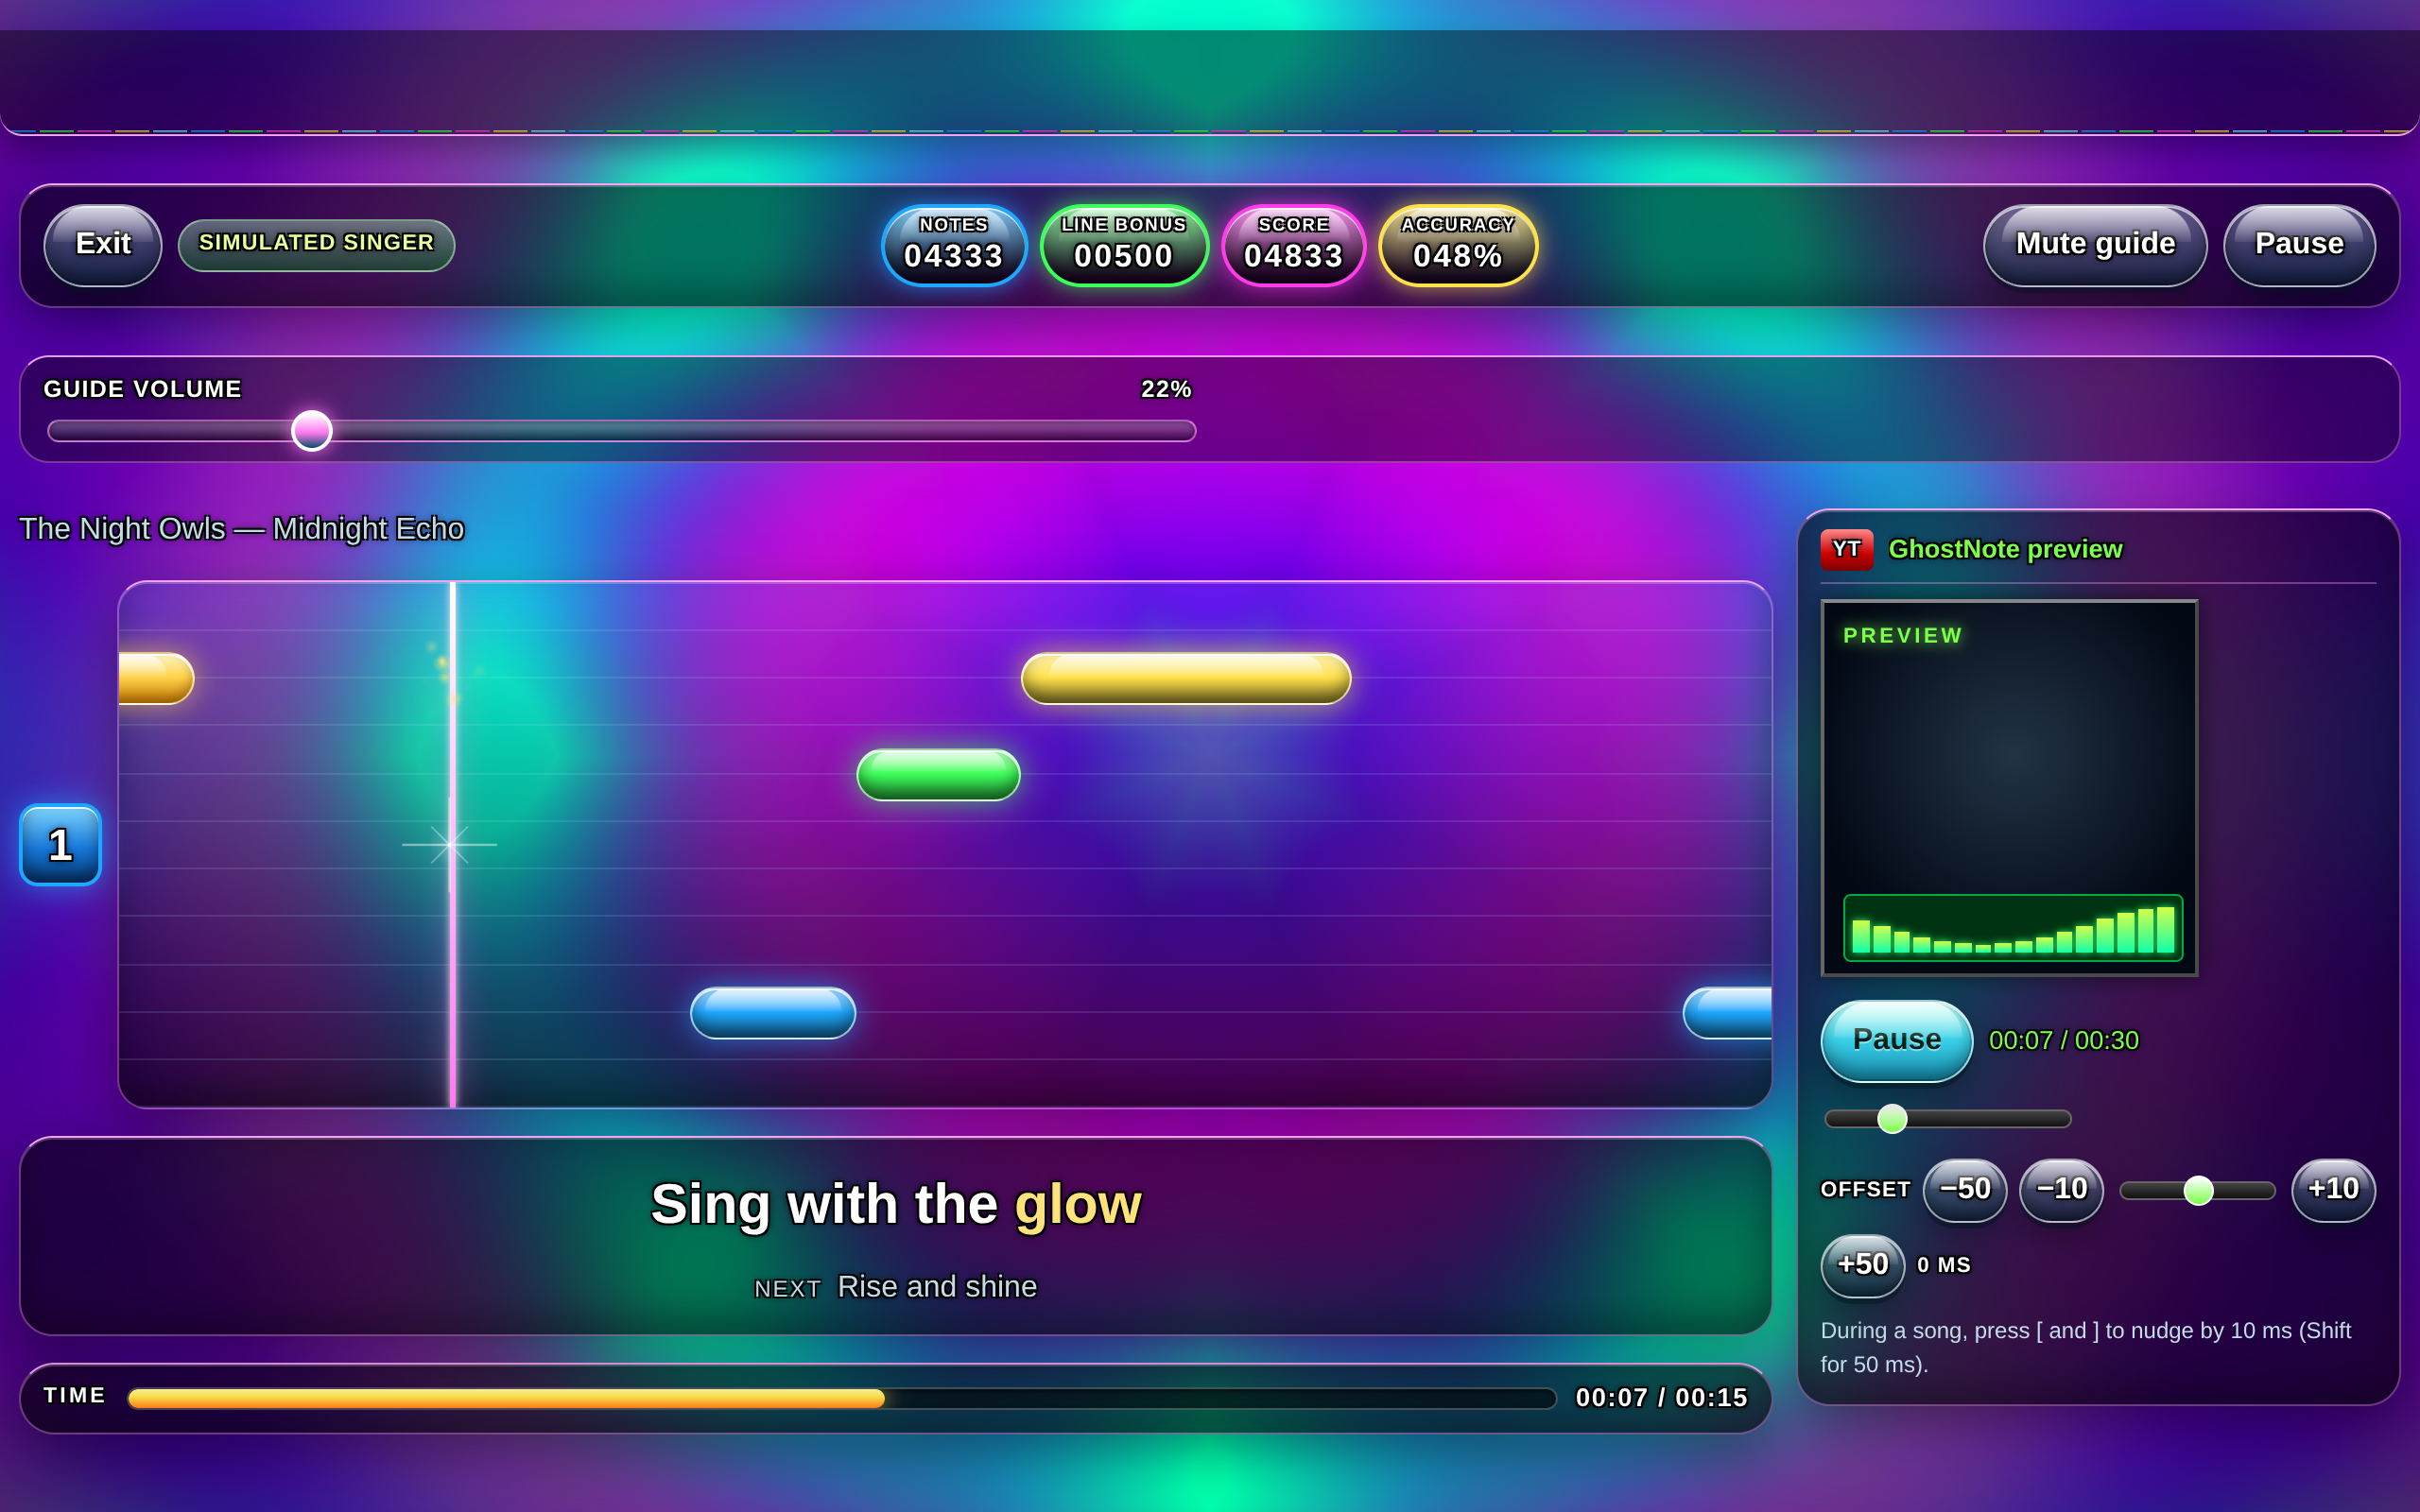 Exit
SIMULATED SINGER
NOTES
04333
LINE BONUS
00500
SCORE
04833
ACCURACY
048%
Mute guide
Pause
GUIDE VOLUME
22%
The Night Owls — Midnight Echo
1
Sing with the glow
NEXT Rise and shine
TIME
00:07 / 00:15
YT
GhostNote preview
PREVIEW
Pause
00:07 / 00:30
OFFSET
−50
−10
+10
+50
0 MS
During a song, press [ and ] to nudge by 10 ms (Shift
for 50 ms).